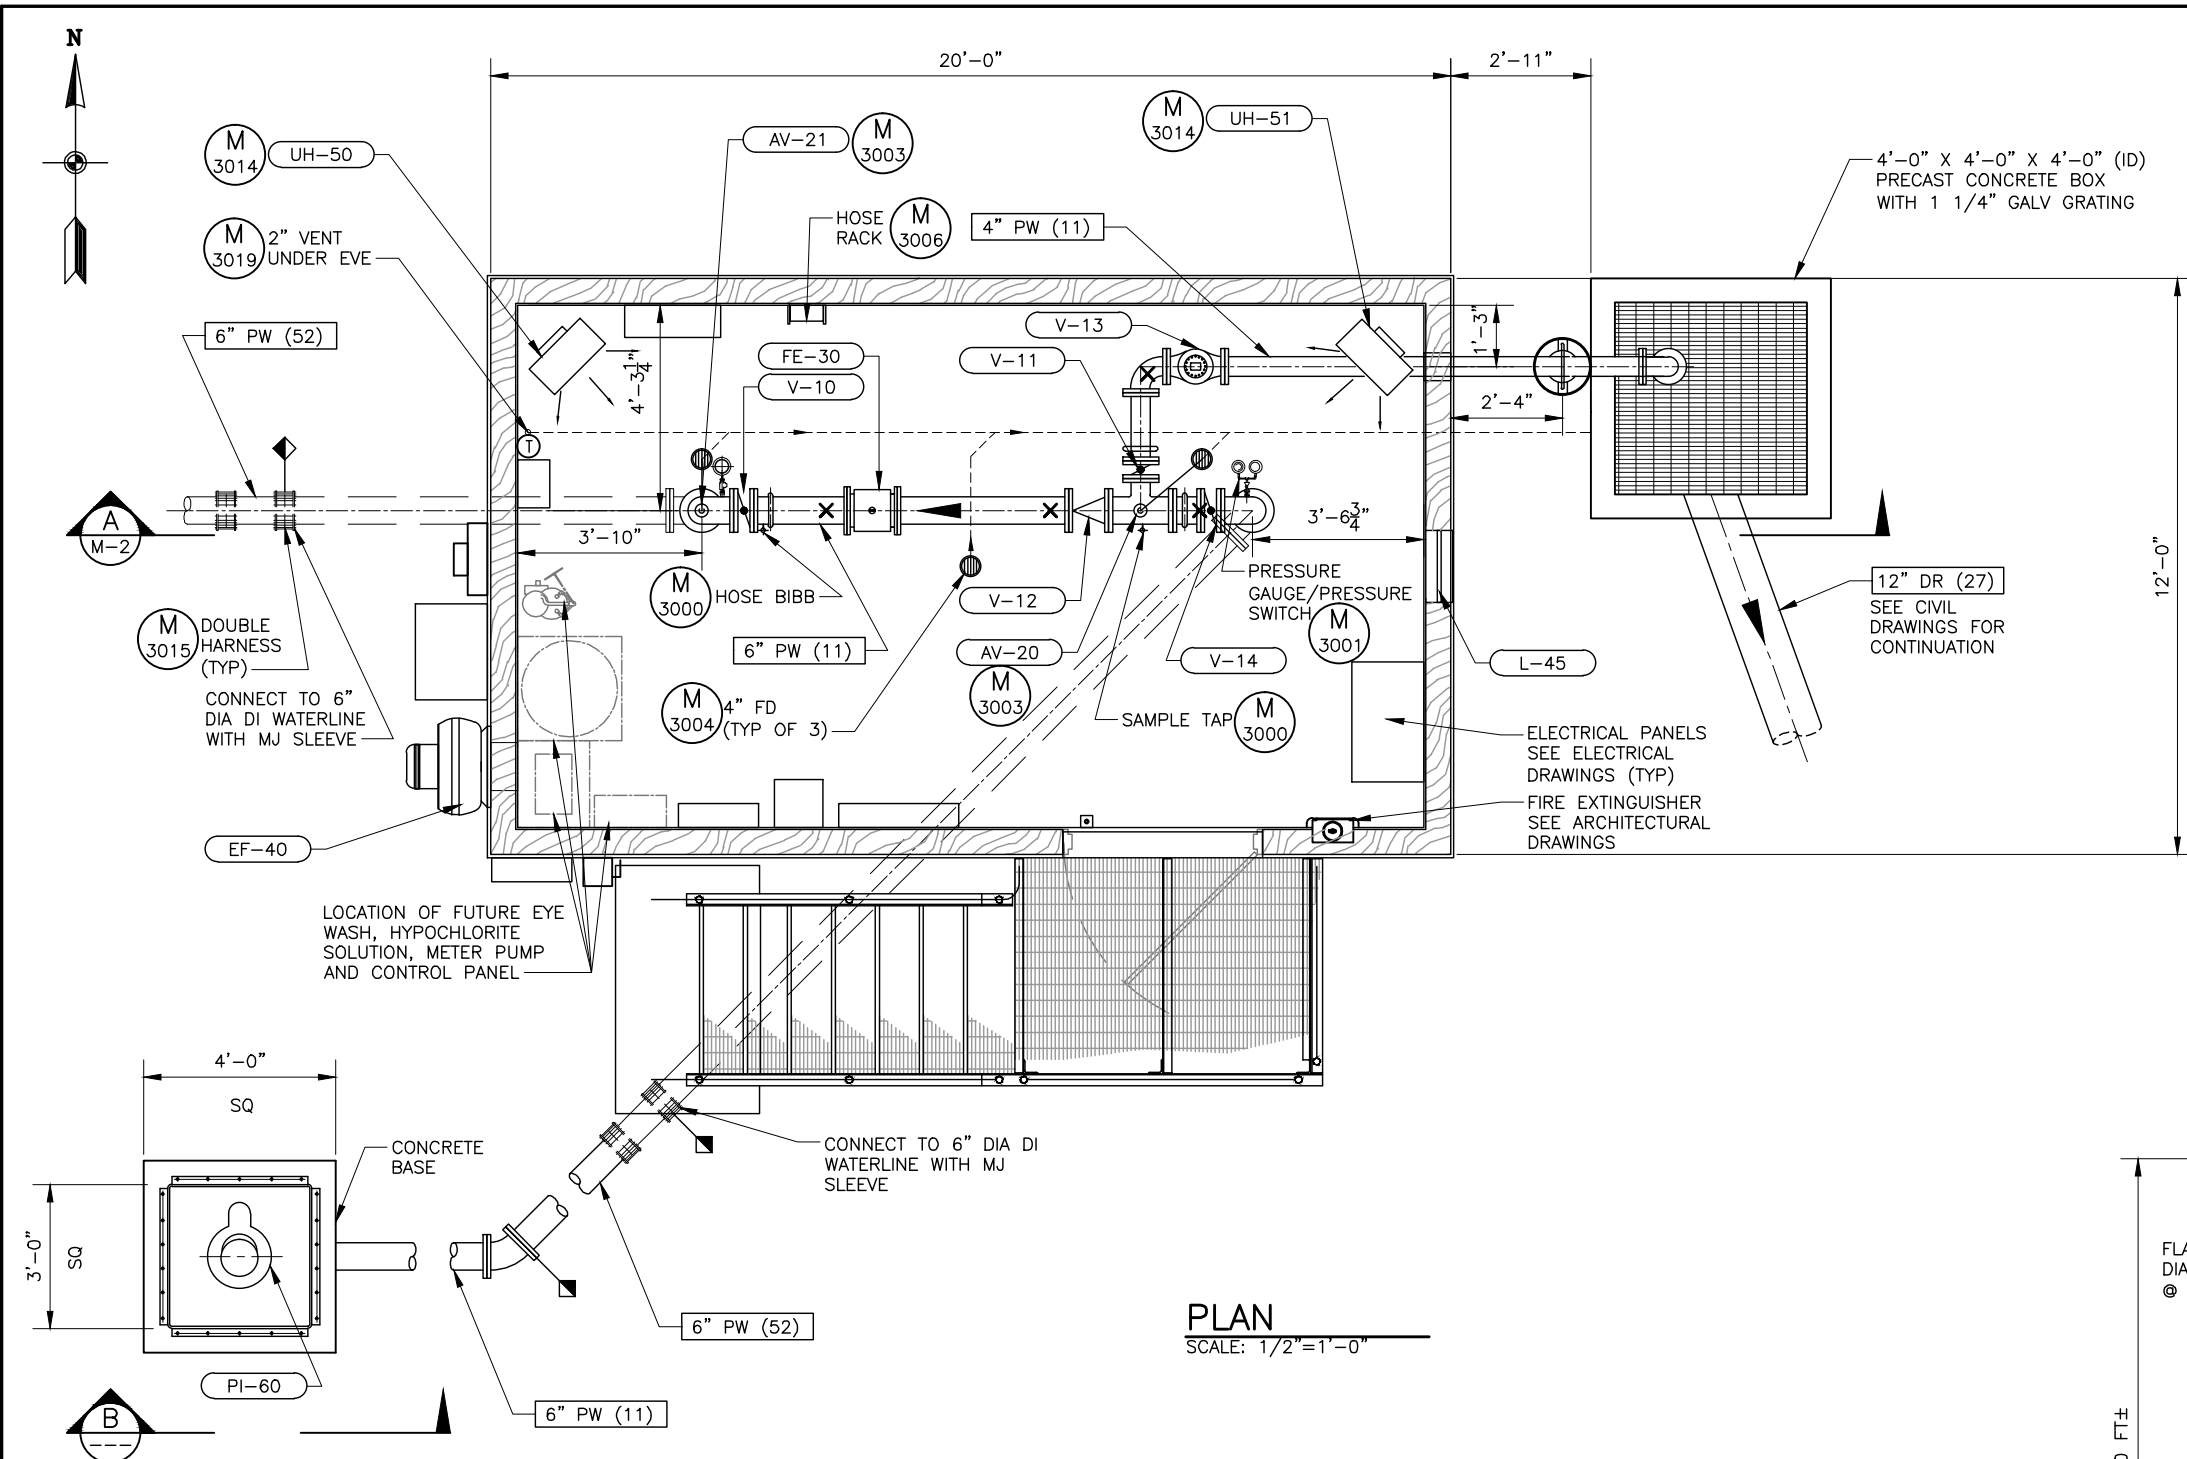 N
20'-0"
2'-11"
M
3014
UH-50
AV-21
M
3003
M
3014
UH-51
4'-0" X 4'-0" X 4'-0" (ID)
PRECAST CONCRETE BOX
WITH 1 1/4" GALV GRATING
M
3019
2" VENT
UNDER EVE
HOSE
RACK
M
3006
4" PW (11)
6" PW (52)
V-13
FE-30
V-11
V-10
4'-3 1/4"
1'-3"
2'-4"
T
A
M-2
3'-10"
3'-6 3/4"
12'-0"
M
3000
HOSE BIBB
V-12
PRESSURE
GAUGE/PRESSURE
SWITCH
M
3001
12" DR (27)
SEE CIVIL
DRAWINGS FOR
CONTINUATION
M
3015
DOUBLE
HARNESS
(TYP)
6" PW (11)
AV-20
M
3003
V-14
L-45
CONNECT TO 6"
DIA DI WATERLINE
WITH MJ SLEEVE
M
3004
4" FD
(TYP OF 3)
SAMPLE TAP
M
3000
ELECTRICAL PANELS
SEE ELECTRICAL
DRAWINGS (TYP)
FIRE EXTINGUISHER
SEE ARCHITECTURAL
DRAWINGS
EF-40
LOCATION OF FUTURE EYE
WASH, HYPOCHLORITE
SOLUTION, METER PUMP
AND CONTROL PANEL
4'-0"
SQ
CONCRETE
BASE
3'-0"
SQ
CONNECT TO 6" DIA DI
WATERLINE WITH MJ
SLEEVE
6" PW (52)
PLAN
SCALE: 1/2"=1'-0"
PI-60
6" PW (11)
B
---
FLA
DIA
@
FT±